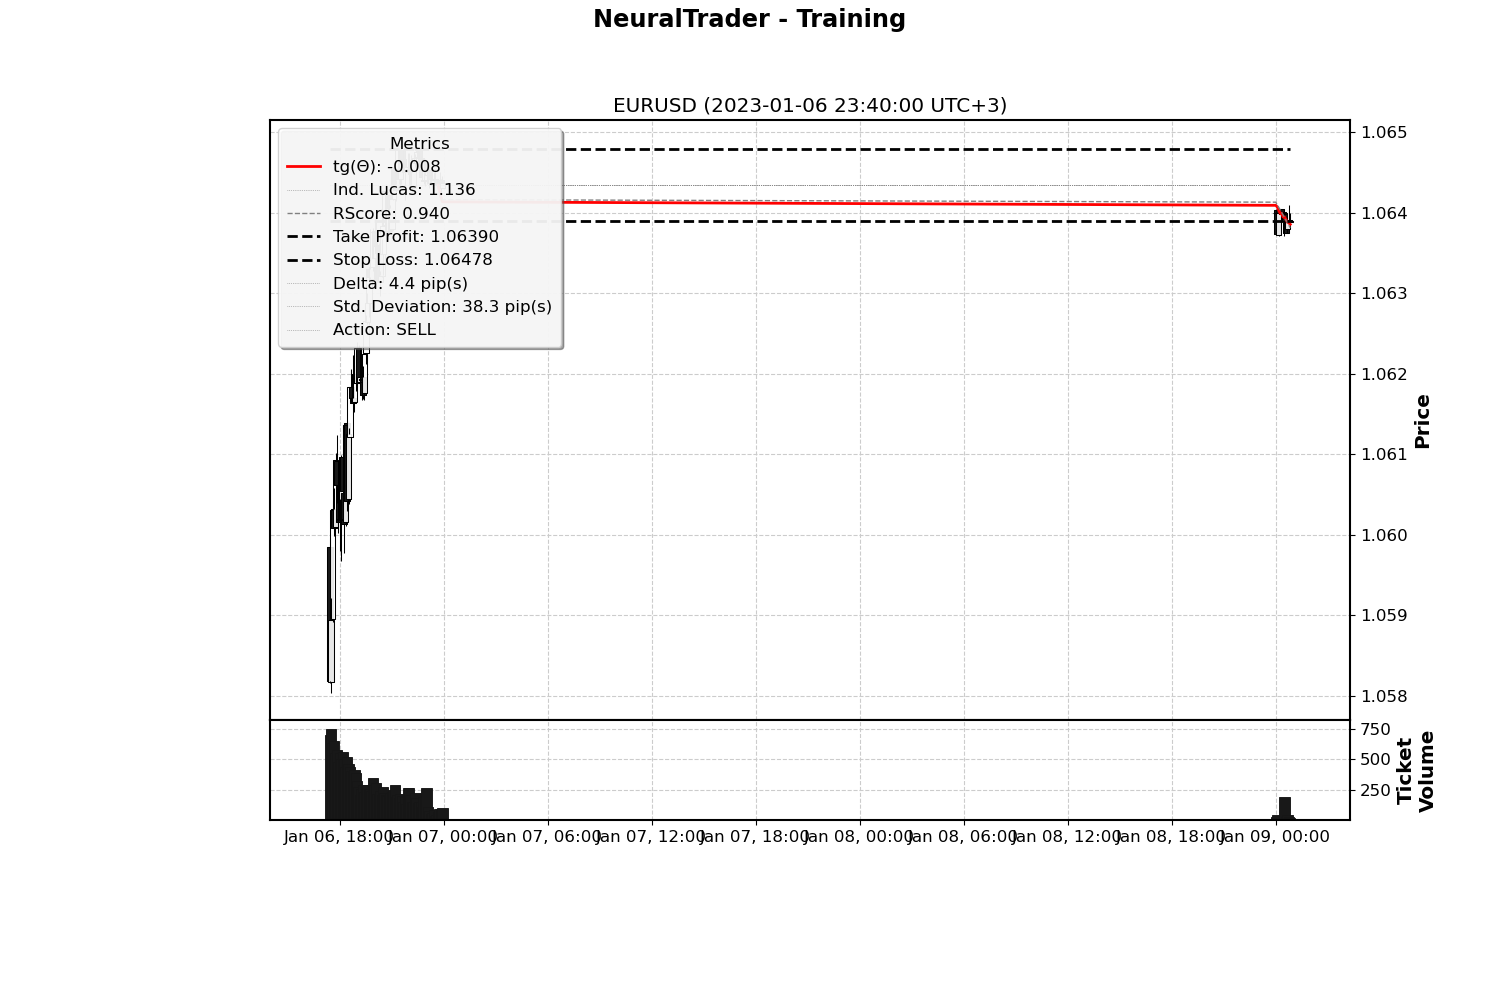 NeuralTrader - Training
EURUSD (2023-01-06 23:40:00 UTC+3)
Metrics
tg(Θ): -0.008
Ind. Lucas: 1.136
RScore: 0.940
Take Profit: 1.06390
Stop Loss: 1.06478
Delta: 4.4 pip(s)
Std. Deviation: 38.3 pip(s)
Action: SELL
1.065
1.064
1.063
1.062
1.061
1.060
1.059
1.058
Price
750
500
250
Ticket
Volume
Jan 06, 18:00
Jan 07, 00:00
Jan 07, 06:00
Jan 07, 12:00
Jan 07, 18:00
Jan 08, 00:00
Jan 08, 06:00
Jan 08, 12:00
Jan 08, 18:00
Jan 09, 00:00